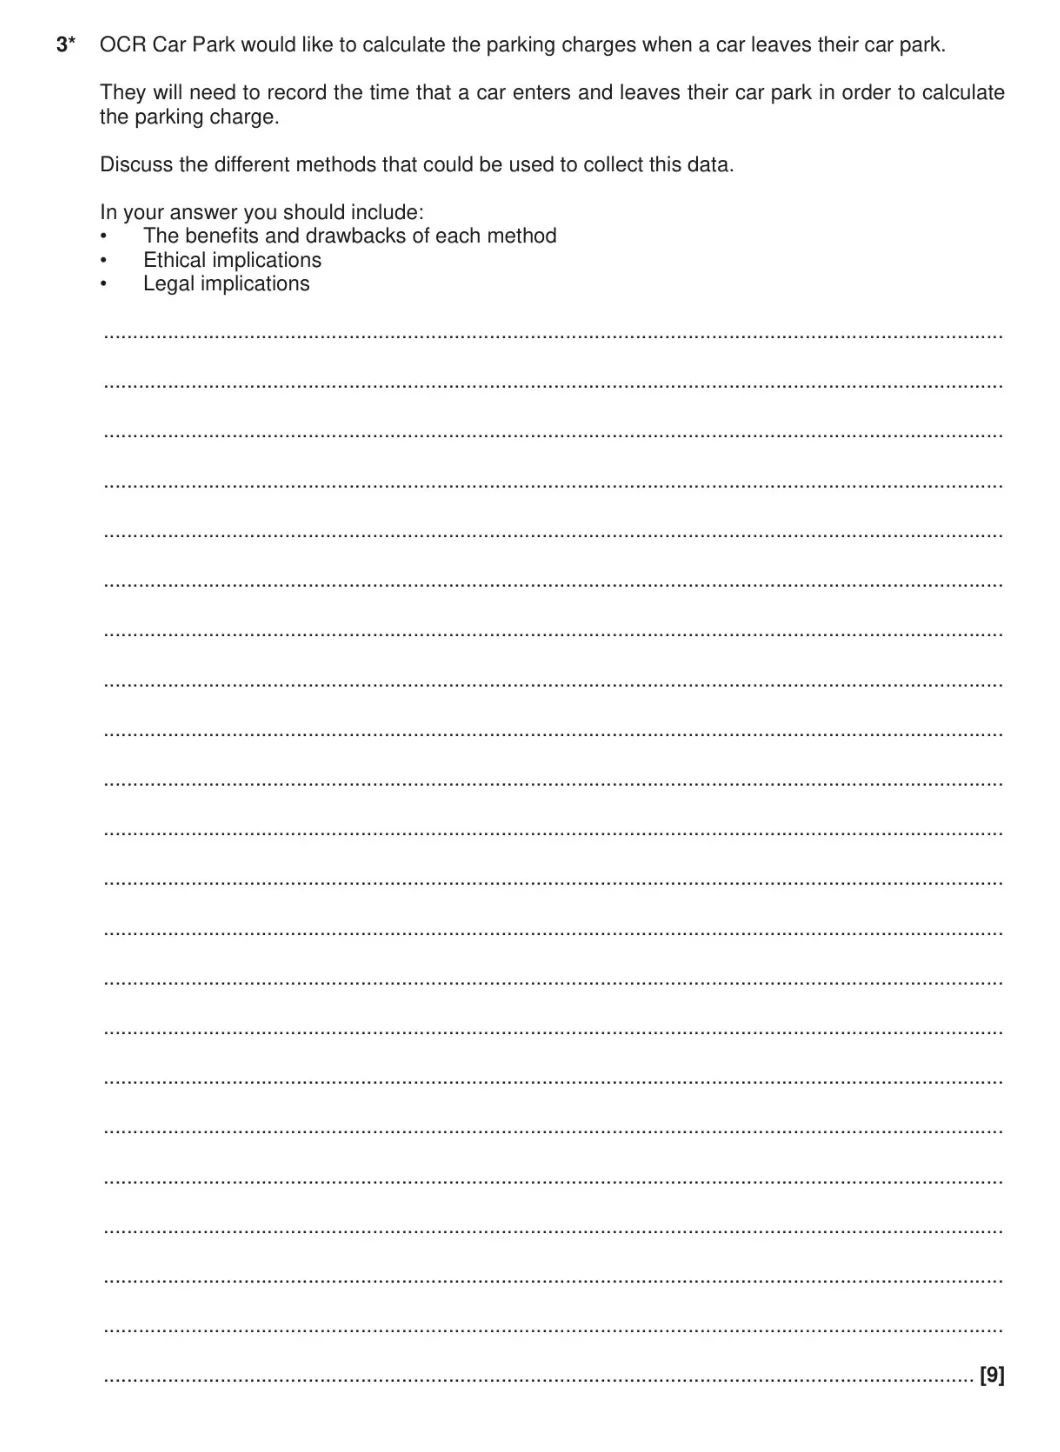 3* OCR Car Park would like to calculate the parking charges when a car leaves their car park.
They will need to record the time that a car enters and leaves their car park in order to calculate
the parking charge.
Discuss the different methods that could be used to collect this data.
In your answer you should include:
• The benefits and drawbacks of each method
• Ethical implications
• Legal implications
[9]